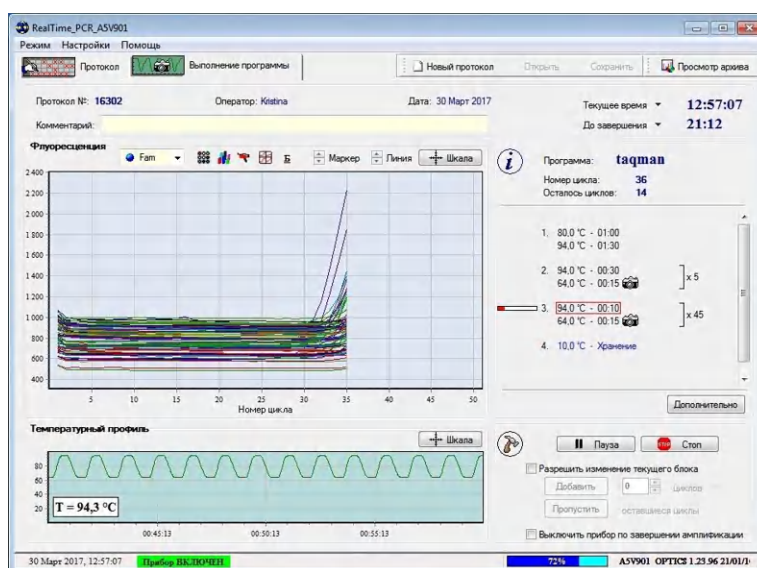 RealTime_PCR_A5V901
Режим Настройки Помощь
Протокол Выполнение программы Новый протокол Открыть Сохранить Просмотр архива
Протокол №: 16302 Оператор: Kristina Дата: 30 Март 2017
Комментарий:
Текущее время 12:57:07
До завершения 21:12
Флуоресценция
Fam Б Маркер Линия Шкала
2 400
2 200
2 000
1 800
1 600
1 400
1 200
1 000
800
600
400
5 10 15 20 25 30 35 40 45 50
Номер цикла
Программа: taqman
Номер цикла: 36
Осталось циклов: 14
1. 80,0 °C - 01:00
94,0 °C - 01:30
2. 94,0 °C - 00:30
64,0 °C - 00:15
x 5
3. 94,0 °C - 00:10
64,0 °C - 00:15
x 45
4. 10,0 °C - Хранение
Дополнительно
Температурный профиль
Шкала
80
60
40
20
T = 94,3 °C
00:45:13 00:50:13 00:55:13
Пауза STOP Стоп
Разрешить изменение текущего блока
Добавить 0 циклов
Пропустить оставшиеся циклы
Выключить прибор по завершении амплификации
30 Март 2017, 12:57:07 Прибор ВКЛЮЧЕН 72% A5V901 OPTICS 1.23.96 21/01/1